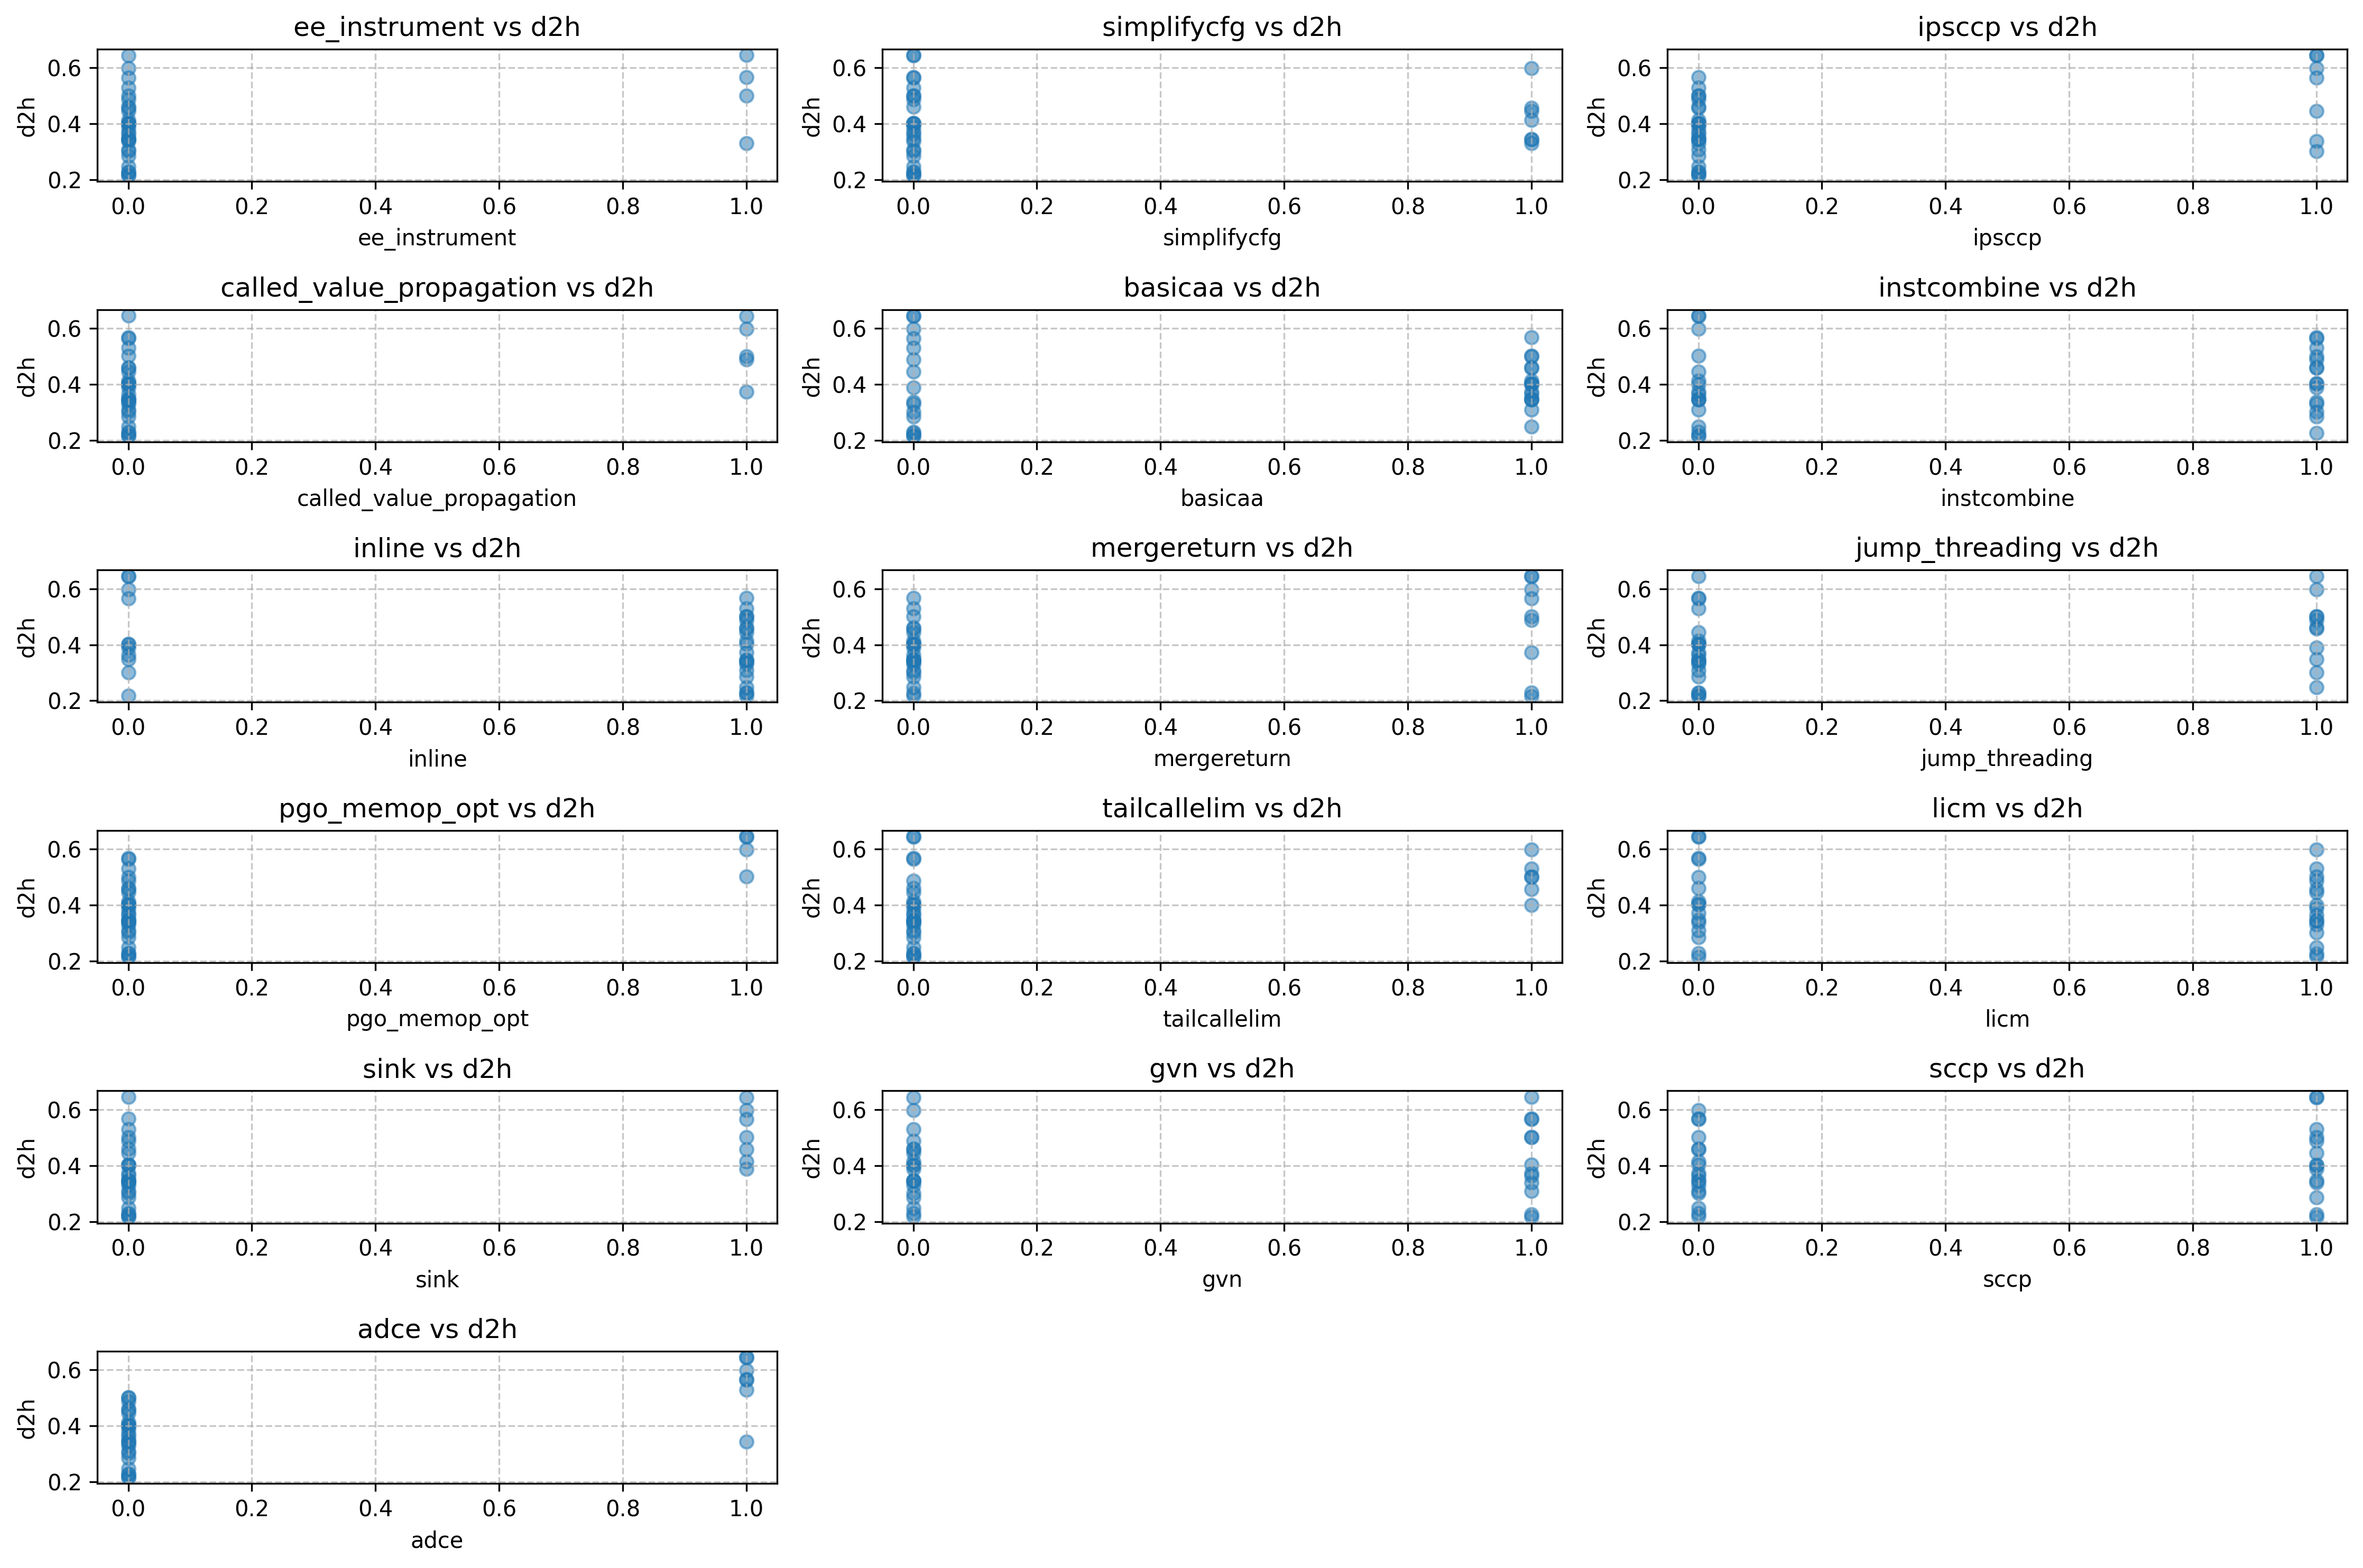 ee_instrument vs d2h
d2h
0.6
0.4
0.2
0.0 0.2 0.4 0.6 0.8 1.0
ee_instrument
simplifycfg vs d2h
d2h
0.6
0.4
0.2
0.0 0.2 0.4 0.6 0.8 1.0
simplifycfg
ipsccp vs d2h
d2h
0.6
0.4
0.2
0.0 0.2 0.4 0.6 0.8 1.0
ipsccp
called_value_propagation vs d2h
d2h
0.6
0.4
0.2
0.0 0.2 0.4 0.6 0.8 1.0
called_value_propagation
basicaa vs d2h
d2h
0.6
0.4
0.2
0.0 0.2 0.4 0.6 0.8 1.0
basicaa
instcombine vs d2h
d2h
0.6
0.4
0.2
0.0 0.2 0.4 0.6 0.8 1.0
instcombine
inline vs d2h
d2h
0.6
0.4
0.2
0.0 0.2 0.4 0.6 0.8 1.0
inline
mergereturn vs d2h
d2h
0.6
0.4
0.2
0.0 0.2 0.4 0.6 0.8 1.0
mergereturn
jump_threading vs d2h
d2h
0.6
0.4
0.2
0.0 0.2 0.4 0.6 0.8 1.0
jump_threading
pgo_memop_opt vs d2h
d2h
0.6
0.4
0.2
0.0 0.2 0.4 0.6 0.8 1.0
pgo_memop_opt
tailcallelim vs d2h
d2h
0.6
0.4
0.2
0.0 0.2 0.4 0.6 0.8 1.0
tailcallelim
licm vs d2h
d2h
0.6
0.4
0.2
0.0 0.2 0.4 0.6 0.8 1.0
licm
sink vs d2h
d2h
0.6
0.4
0.2
0.0 0.2 0.4 0.6 0.8 1.0
sink
gvn vs d2h
d2h
0.6
0.4
0.2
0.0 0.2 0.4 0.6 0.8 1.0
gvn
sccp vs d2h
d2h
0.6
0.4
0.2
0.0 0.2 0.4 0.6 0.8 1.0
sccp
adce vs d2h
d2h
0.6
0.4
0.2
0.0 0.2 0.4 0.6 0.8 1.0
adce